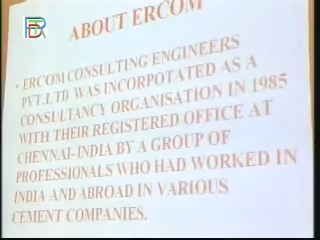 RTDX
ABOUT ERCOM
• ERCOM CONSULTING ENGINEERS
PVT.LTD WAS INCORPOTATED AS A
CONSULTANCY ORGANISATION IN 1985
WITH THEIR REGISTERED OFFICE AT
CHENNAI- INDIA BY A GROUP OF
PROFESSIONALS WHO HAD WORKED IN
INDIA AND ABROAD IN VARIOUS
CEMENT COMPANIES.